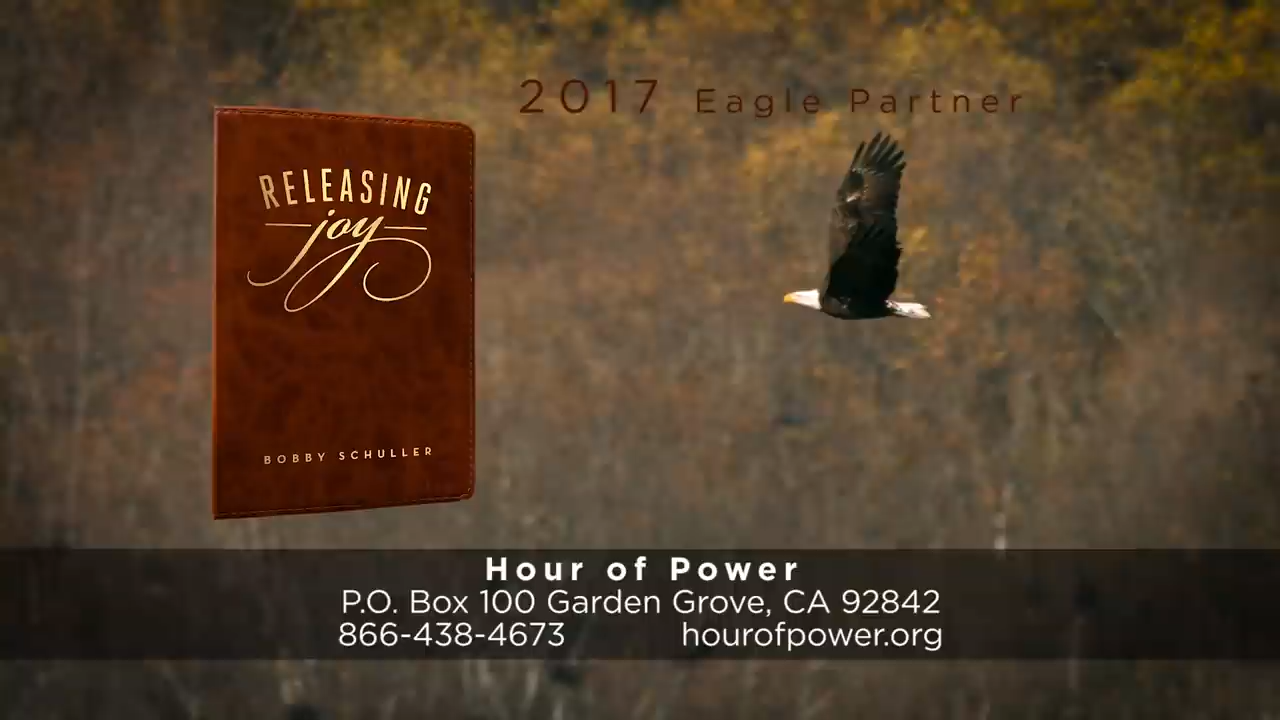 2017 Eagle Partner
RELEASING
joy
BOBBY SCHULLER
Hour of Power
P.O. Box 100 Garden Grove, CA 92842
866-438-4673 hourofpower.org